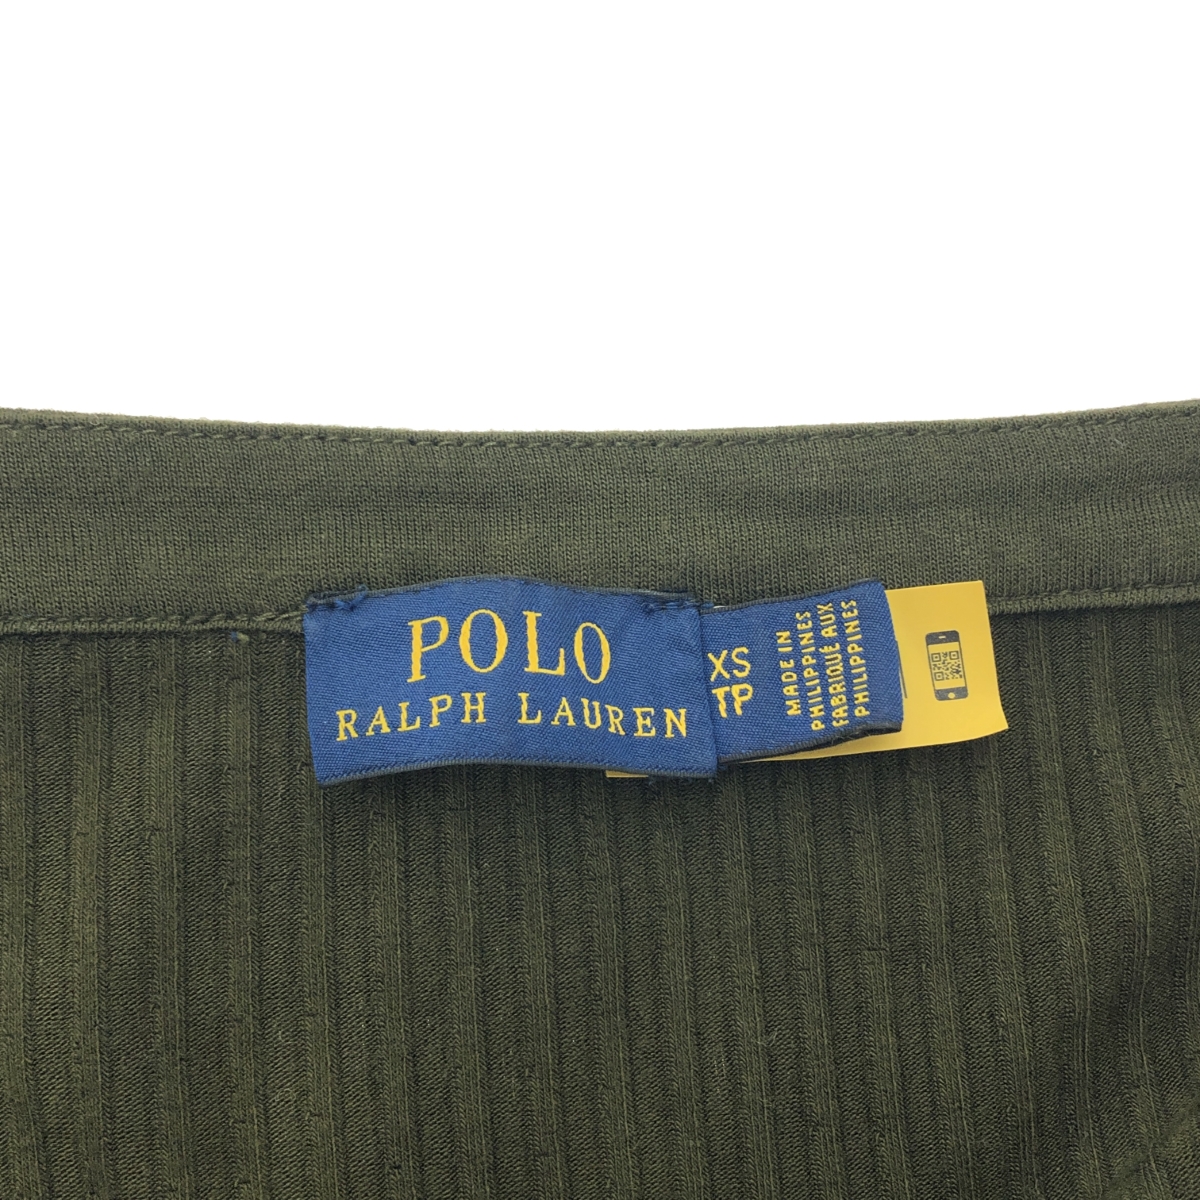 POLO
RALPH LAUREN
XS
TP
MADE IN
PHILIPPINES
FABRIQUÉ AUX
PHILIPPINES